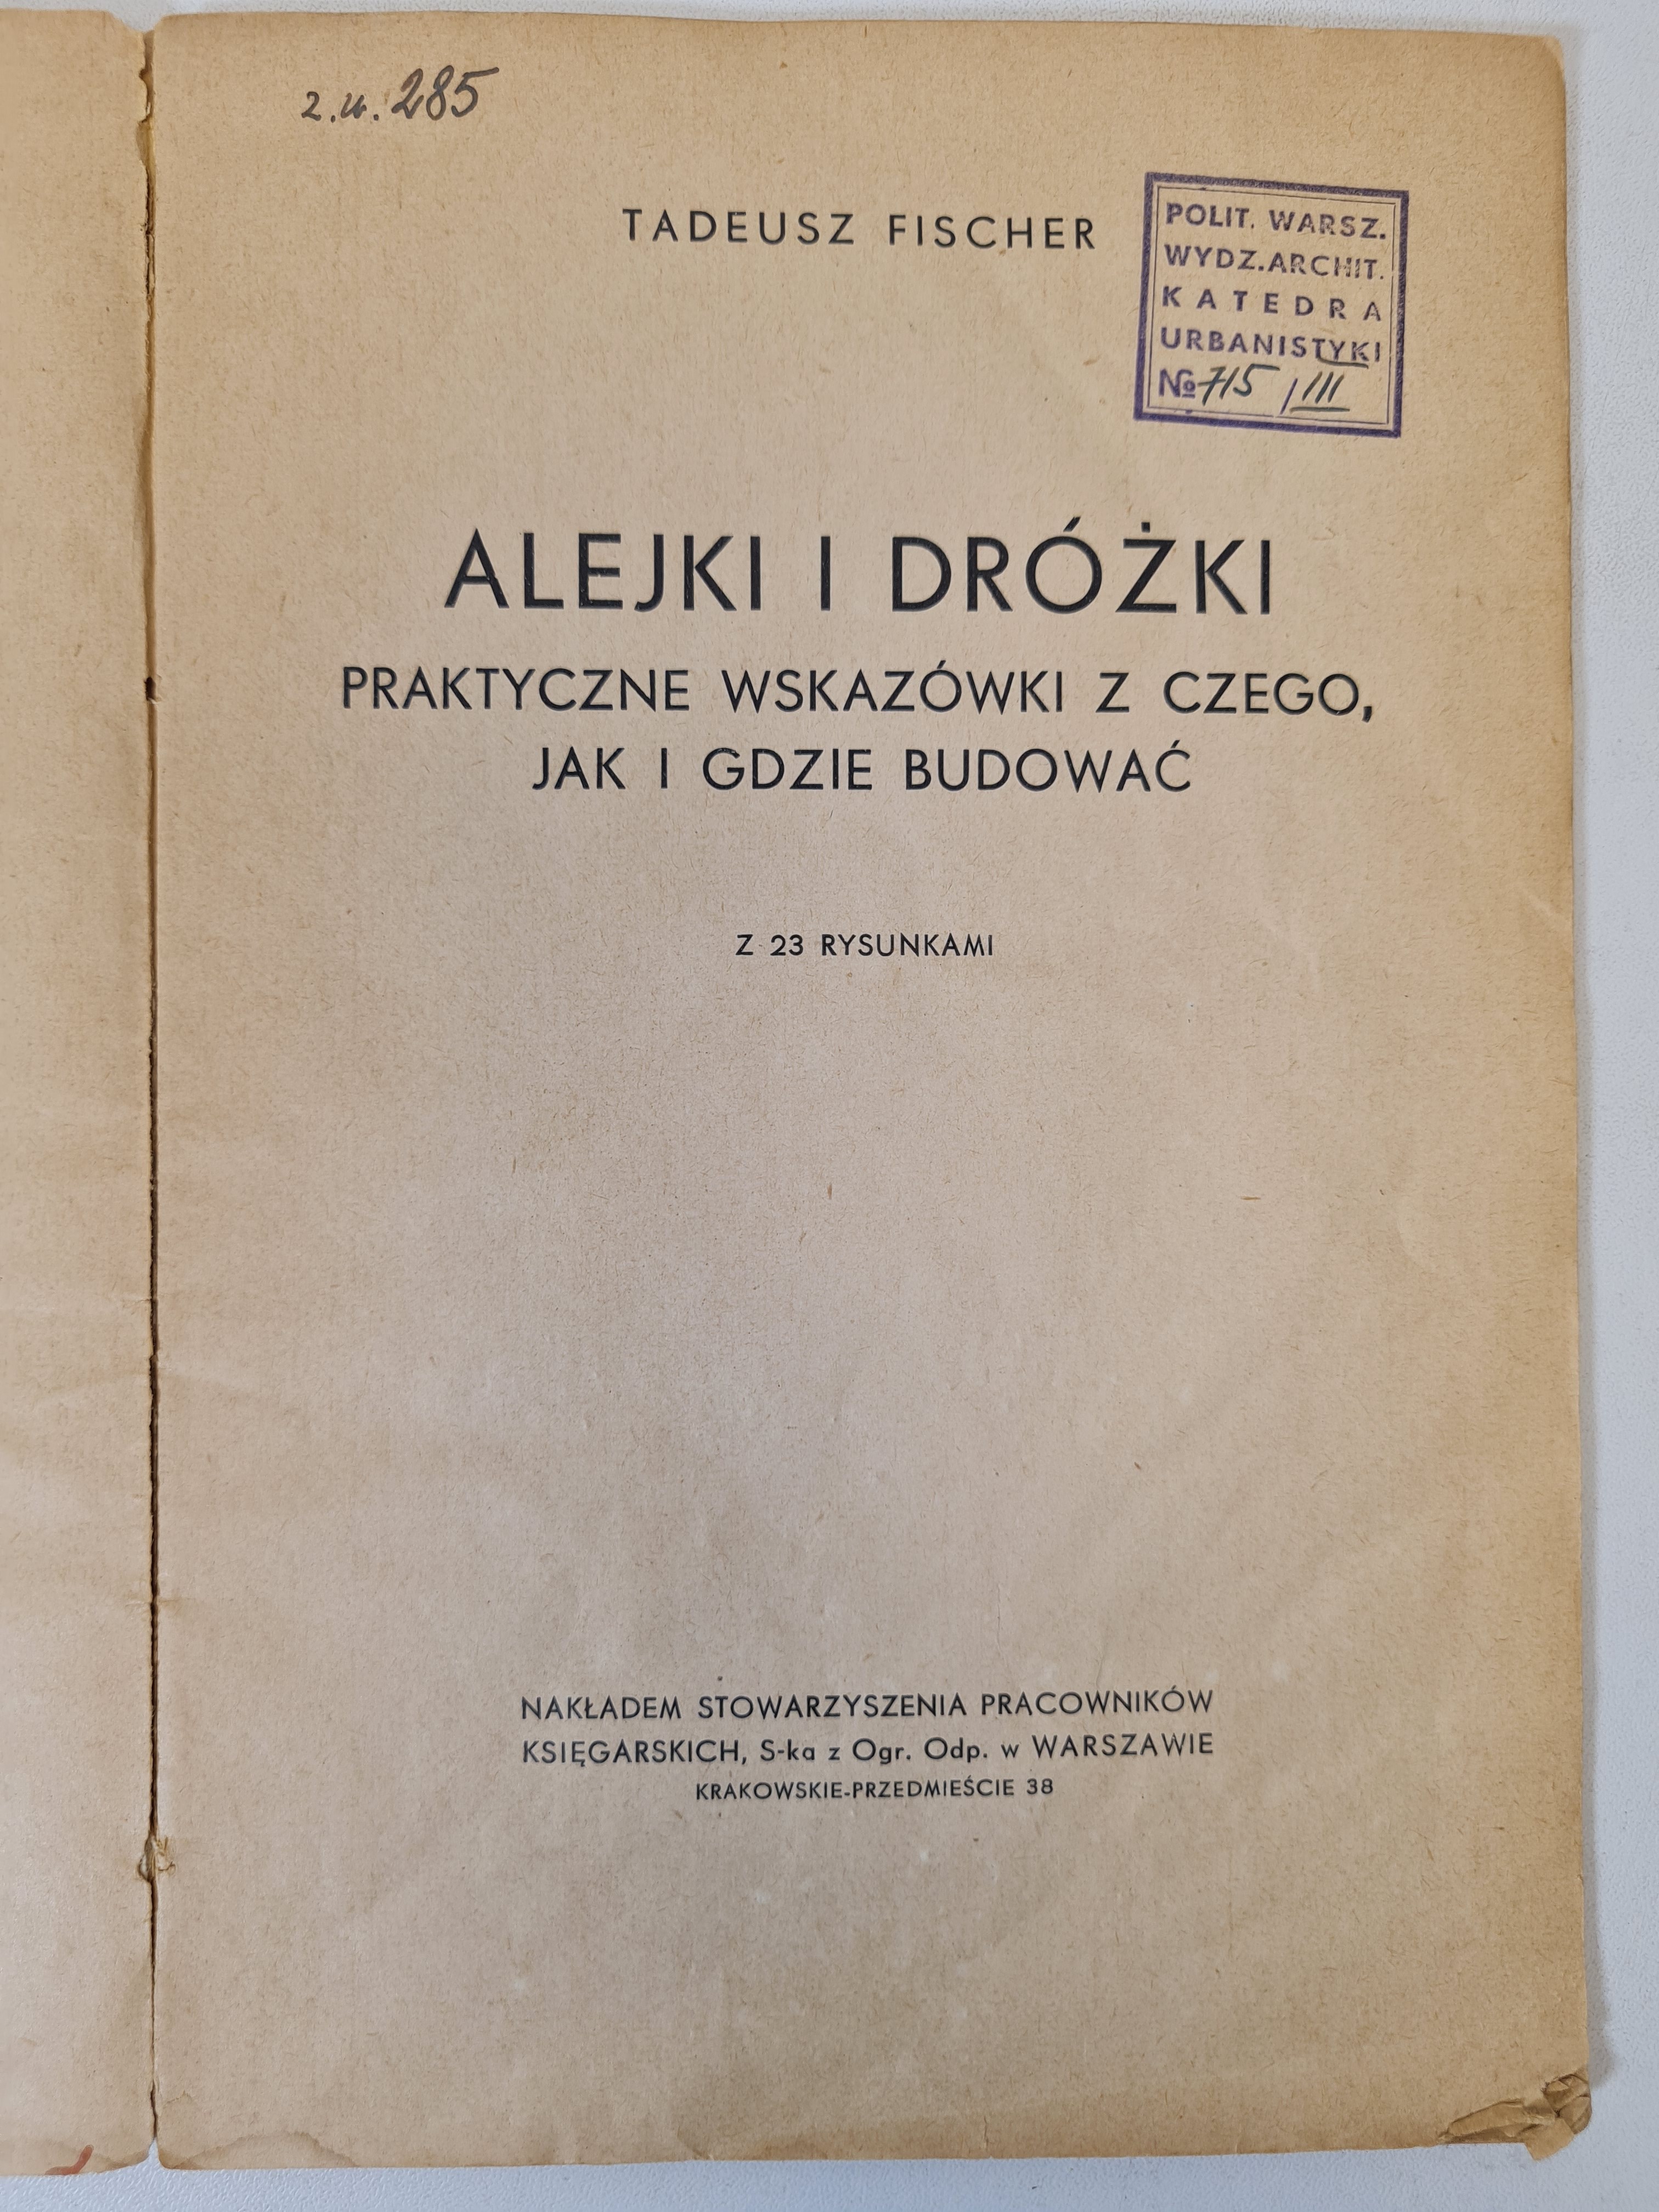 z.u. 285
TADEUSZ FISCHER
POLIT. WARSZ.
WYDZ. ARCHIT.
KATEDRA
URBANISTYKI
№ 715/III
ALEJKI I DRÓŻKI
PRAKTYCZNE WSKAZÓWKI Z CZEGO,
JAK I GDZIE BUDOWAĆ
Z 23 RYSUNKAMI
NAKŁADEM STOWARZYSZENIA PRACOWNIKÓW
KSIĘGARSKICH, S-ka z Ogr. Odp. w WARSZAWIE
KRAKOWSKIE-PRZEDMIEŚCIE 38